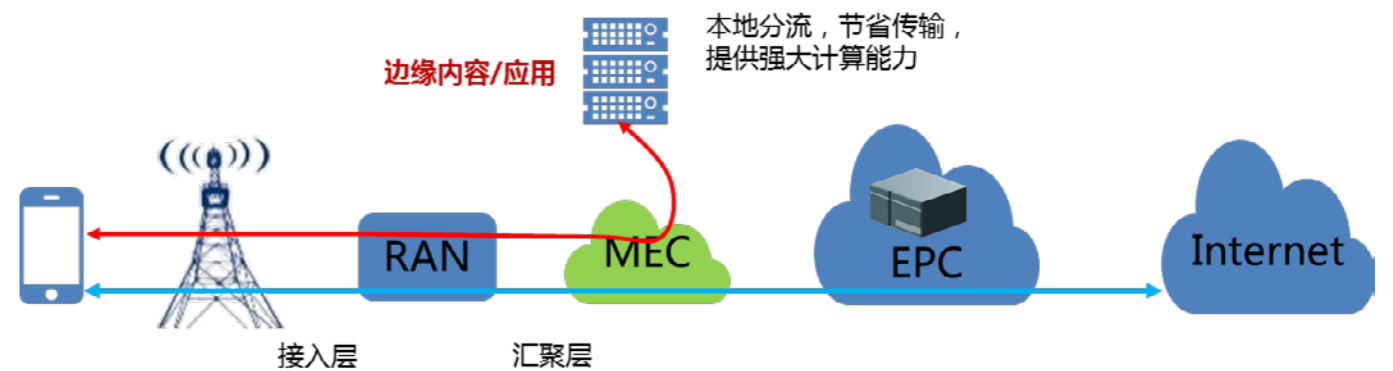 本地分流，节省传输，
提供强大计算能力
边缘内容/应用
RAN
MEC
EPC
Internet
接入层
汇聚层